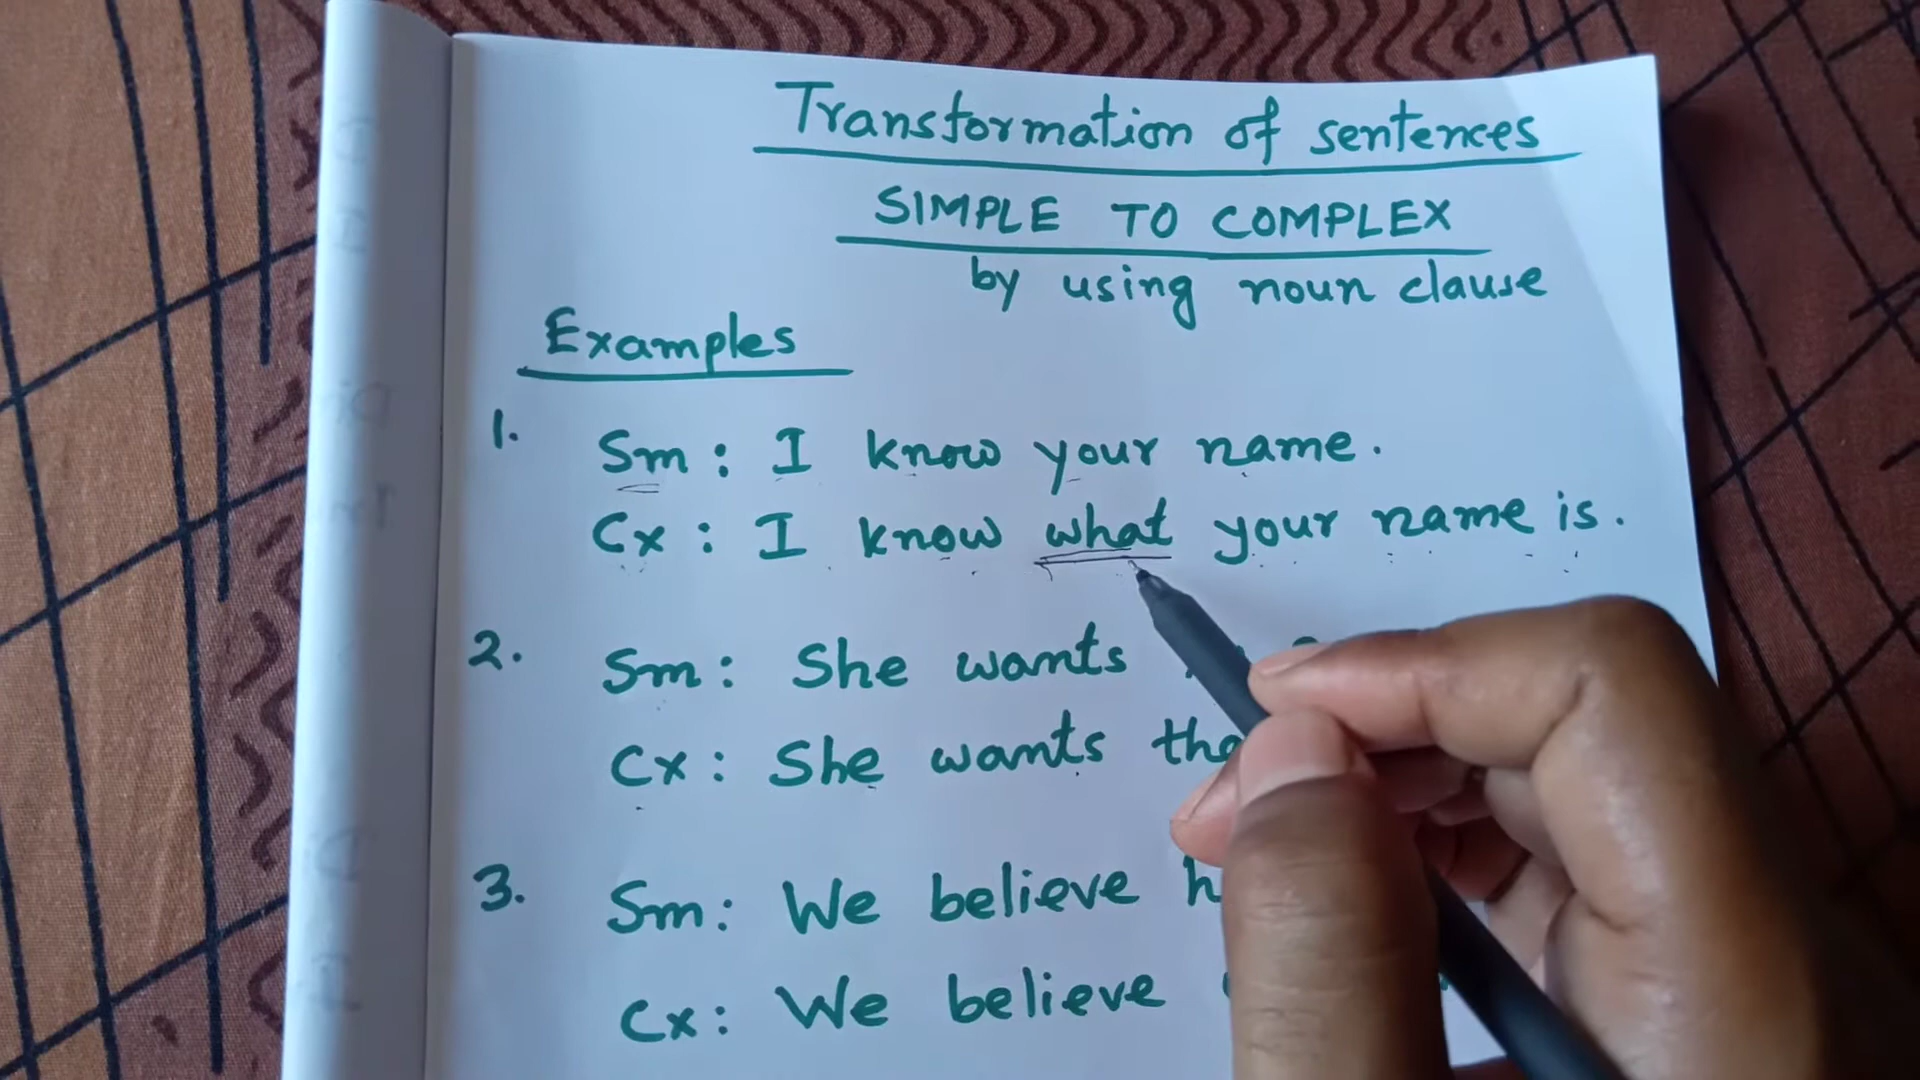 Transformation of sentences
SIMPLE TO COMPLEX
by using noun clause
Examples
1. Sm : I know your name.
Cx : I know what your name is.
2. Sm : She wants
Cx : She wants
3. Sm : We believe
Cx : We believe